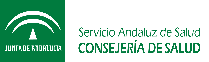 JUNTA DE ANDALUCIA
Servicio Andaluz de Salud
CONSEJERÍA DE SALUD